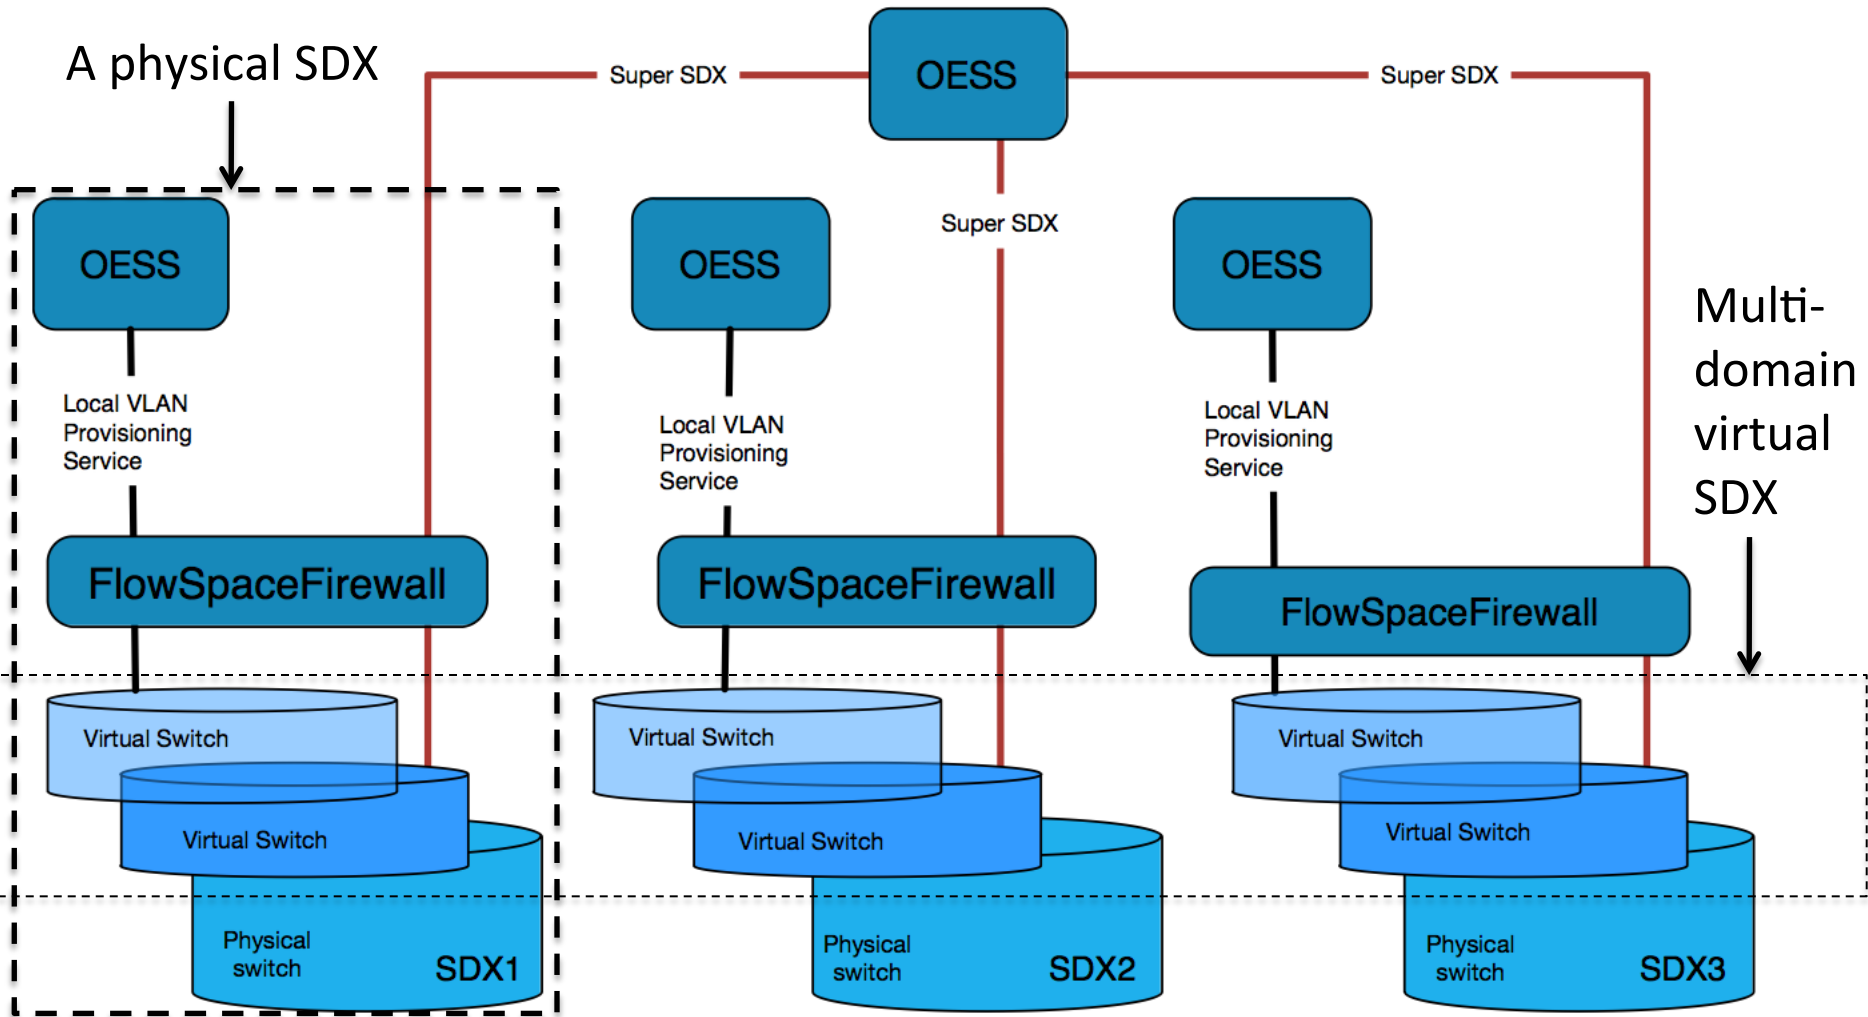 A physical SDX
Super SDX
OESS
Super SDX
Super SDX
OESS
OESS
OESS
Multi-
domain
virtual
SDX
Local VLAN
Provisioning
Service
Local VLAN
Provisioning
Service
Local VLAN
Provisioning
Service
FlowSpaceFirewall
FlowSpaceFirewall
FlowSpaceFirewall
Virtual Switch
Virtual Switch
Virtual Switch
Virtual Switch
Virtual Switch
Virtual Switch
Physical
switch
SDX1
Physical
switch
SDX2
Physical
switch
SDX3